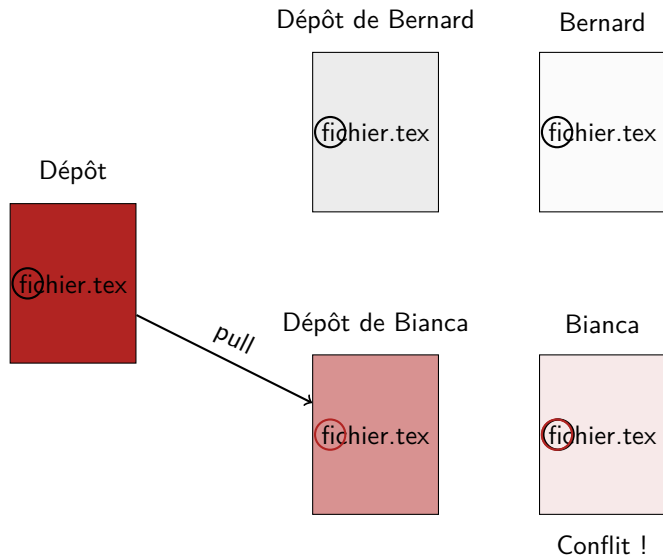 Dépôt de Bernard
Bernard
fichier.tex
fichier.tex
Dépôt
fichier.tex
pull
Dépôt de Bianca
Bianca
fichier.tex
fichier.tex
Conflit !